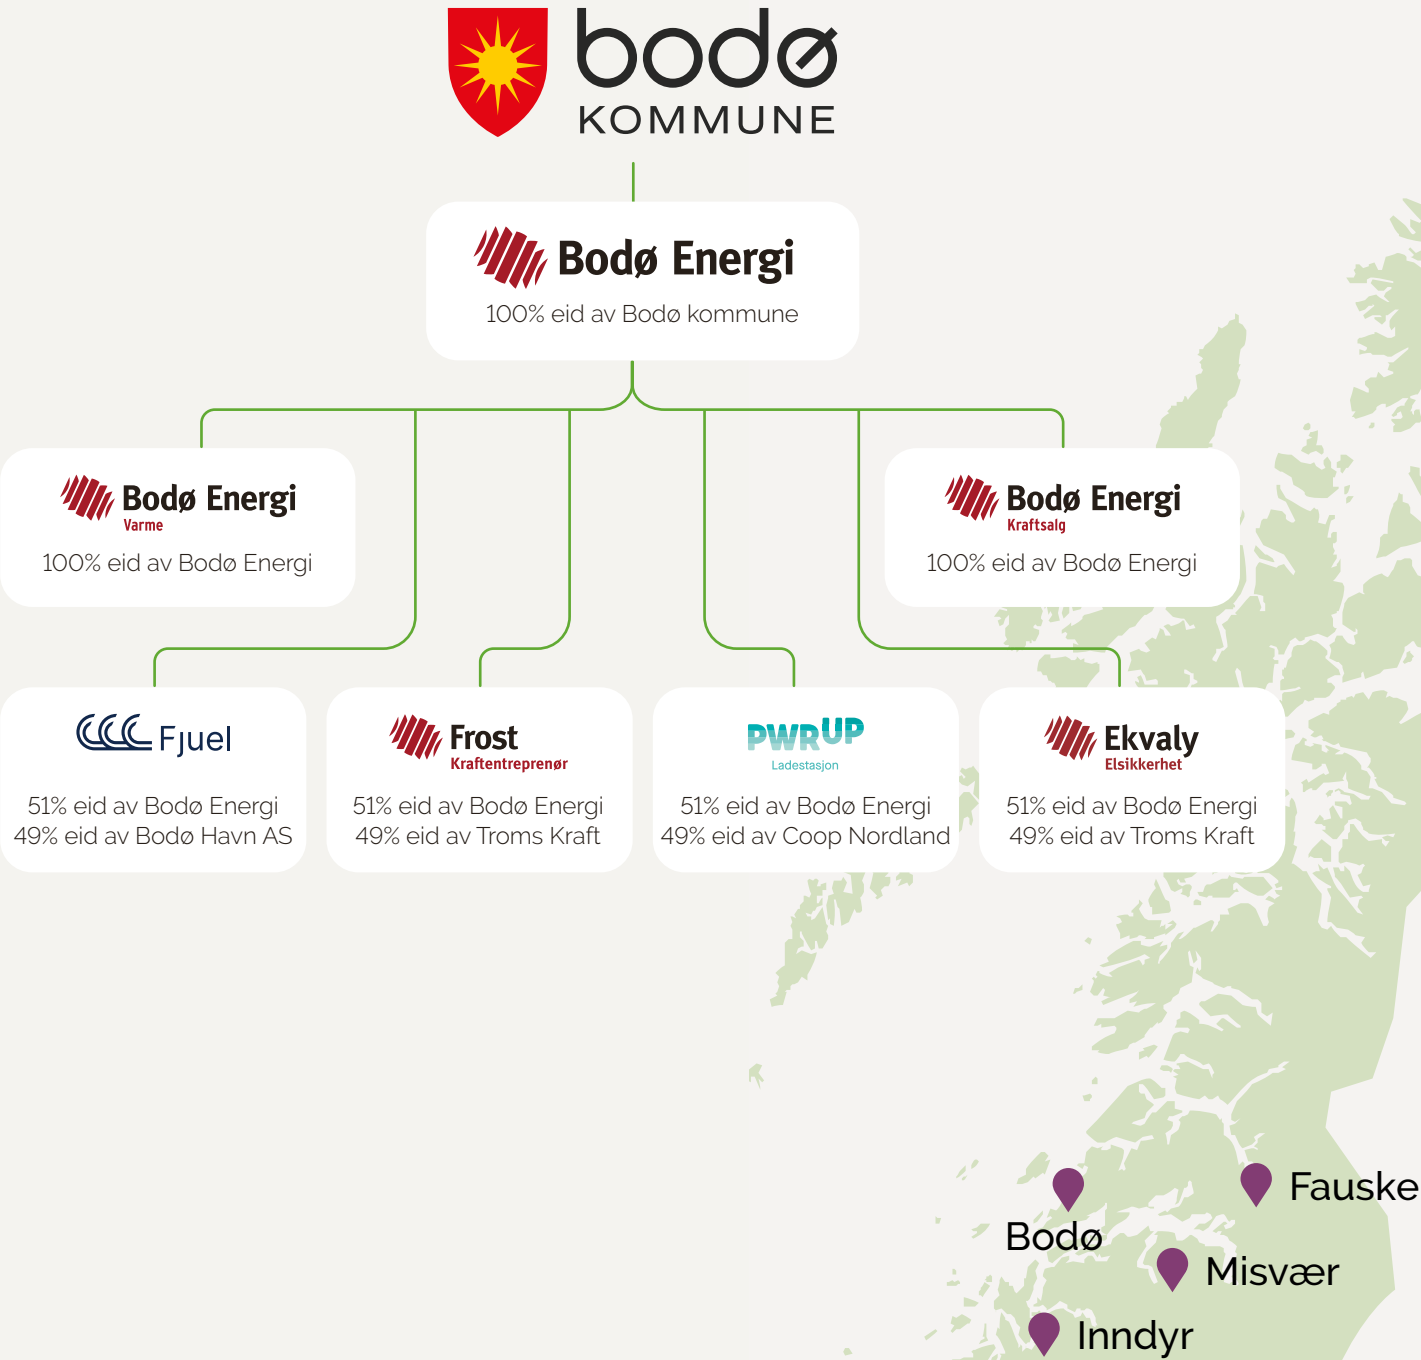 bodø
KOMMUNE
Bodø Energi
100% eid av Bodø kommune
Bodø Energi
Varme
100% eid av Bodø Energi
Bodø Energi
Kraftsalg
100% eid av Bodø Energi
Fjuel
51% eid av Bodø Energi
49% eid av Bodø Havn AS
Frost
Kraftentreprenør
51% eid av Bodø Energi
49% eid av Troms Kraft
PWRUP
Ladestasjon
51% eid av Bodø Energi
49% eid av Coop Nordland
Ekvaly
Elsikkerhet
51% eid av Bodø Energi
49% eid av Troms Kraft
Fauske
Bodø
Misvær
Inndyr